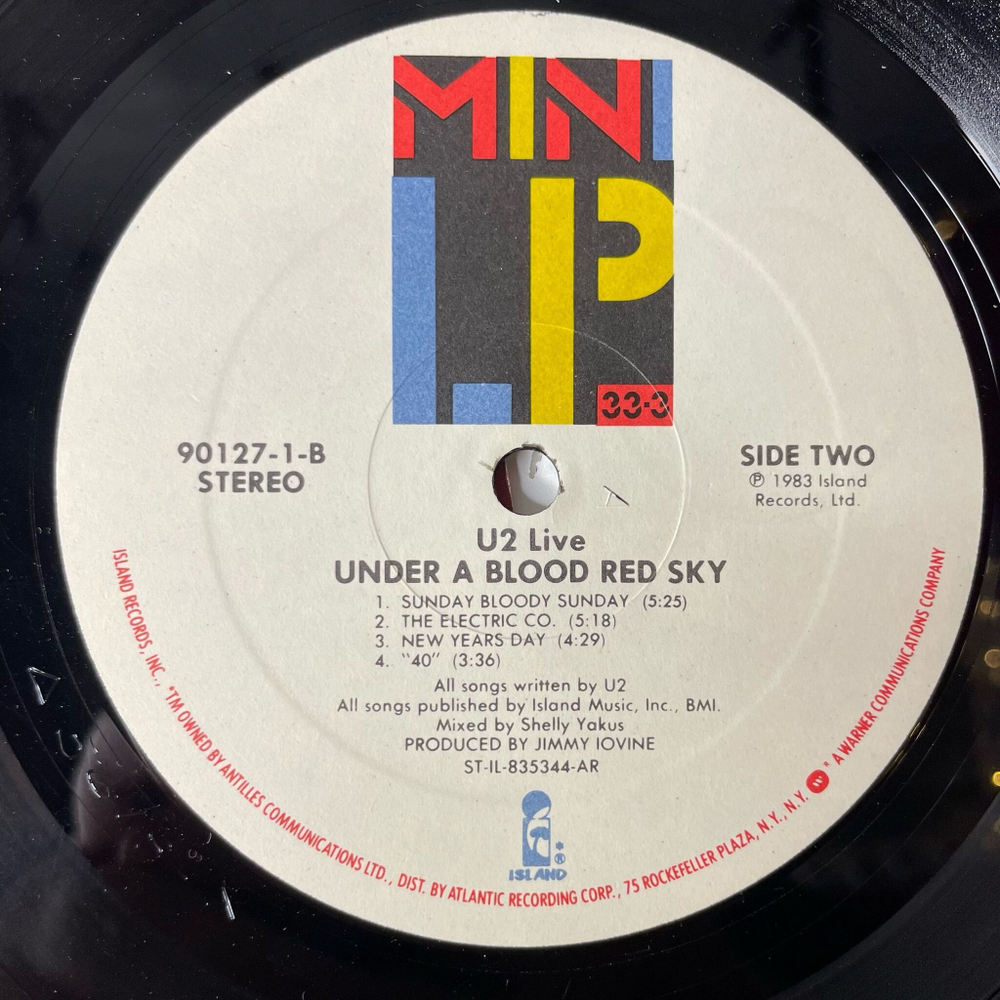 MINI
LP
33·3
90127-1-B
STEREO
SIDE TWO
℗ 1983 Island
Records, Ltd.
U2 Live
UNDER A BLOOD RED SKY
1. SUNDAY BLOODY SUNDAY (5:25)
2. THE ELECTRIC CO. (5:18)
3. NEW YEARS DAY (4:29)
4. “40” (3:36)
All songs written by U2
All songs published by Island Music, Inc., BMI.
Mixed by Shelly Yakus
PRODUCED BY JIMMY IOVINE
ST-IL-835344-AR
*®
ISLAND
ISLAND RECORDS, INC., *TM OWNED BY ANTILLES COMMUNICATIONS LTD., DIST. BY ATLANTIC RECORDING CORP., 75 ROCKEFELLER PLAZA, N.Y., N.Y. * A WARNER COMMUNICATIONS COMPANY